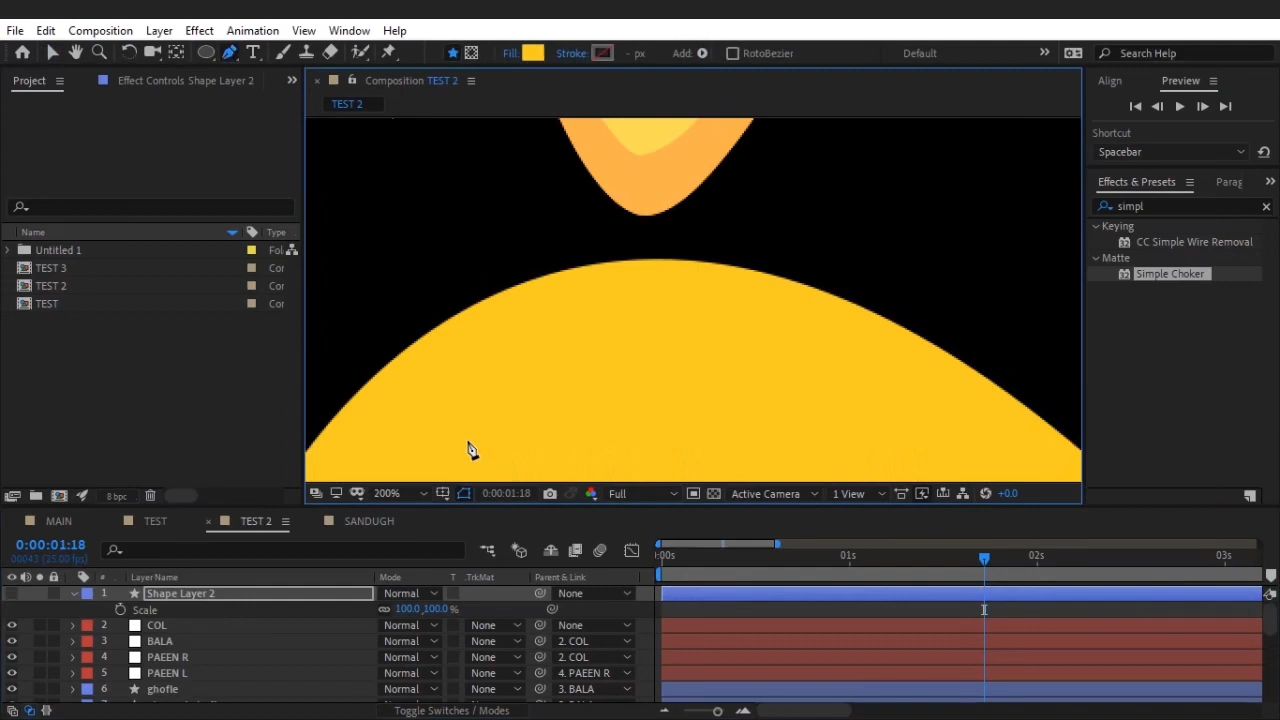 File Edit Composition Layer Effect Animation View Window Help
Fill: Stroke: - px Add: RotoBezier Default Search Help
Project Effect Controls Shape Layer 2 Composition TEST 2 Align Preview
TEST 2
Shortcut
Spacebar
Effects & Presets Parag
simpl
Name Type
Keying
Untitled 1 Fol
CC Simple Wire Removal
Matte
TEST 3 Cor
Simple Choker
TEST 2 Cor
TEST Cor
8 bpc 200% 0:00:01:18 Full Active Camera 1 View +0.0
MAIN TEST TEST 2 SANDUGH
0:00:01:18
00043 (25.00 fps)
:00s 01s 02s 03s
# Layer Name Mode T TrkMat Parent & Link
1 Shape Layer 2 Normal None
Scale 100.0,100.0 %
2 COL Normal None None
3 BALA Normal None 2. COL
4 PAEEN R Normal None 2. COL
5 PAEEN L Normal None 4. PAEEN R
6 ghofle Normal None 3. BALA
Toggle Switches / Modes